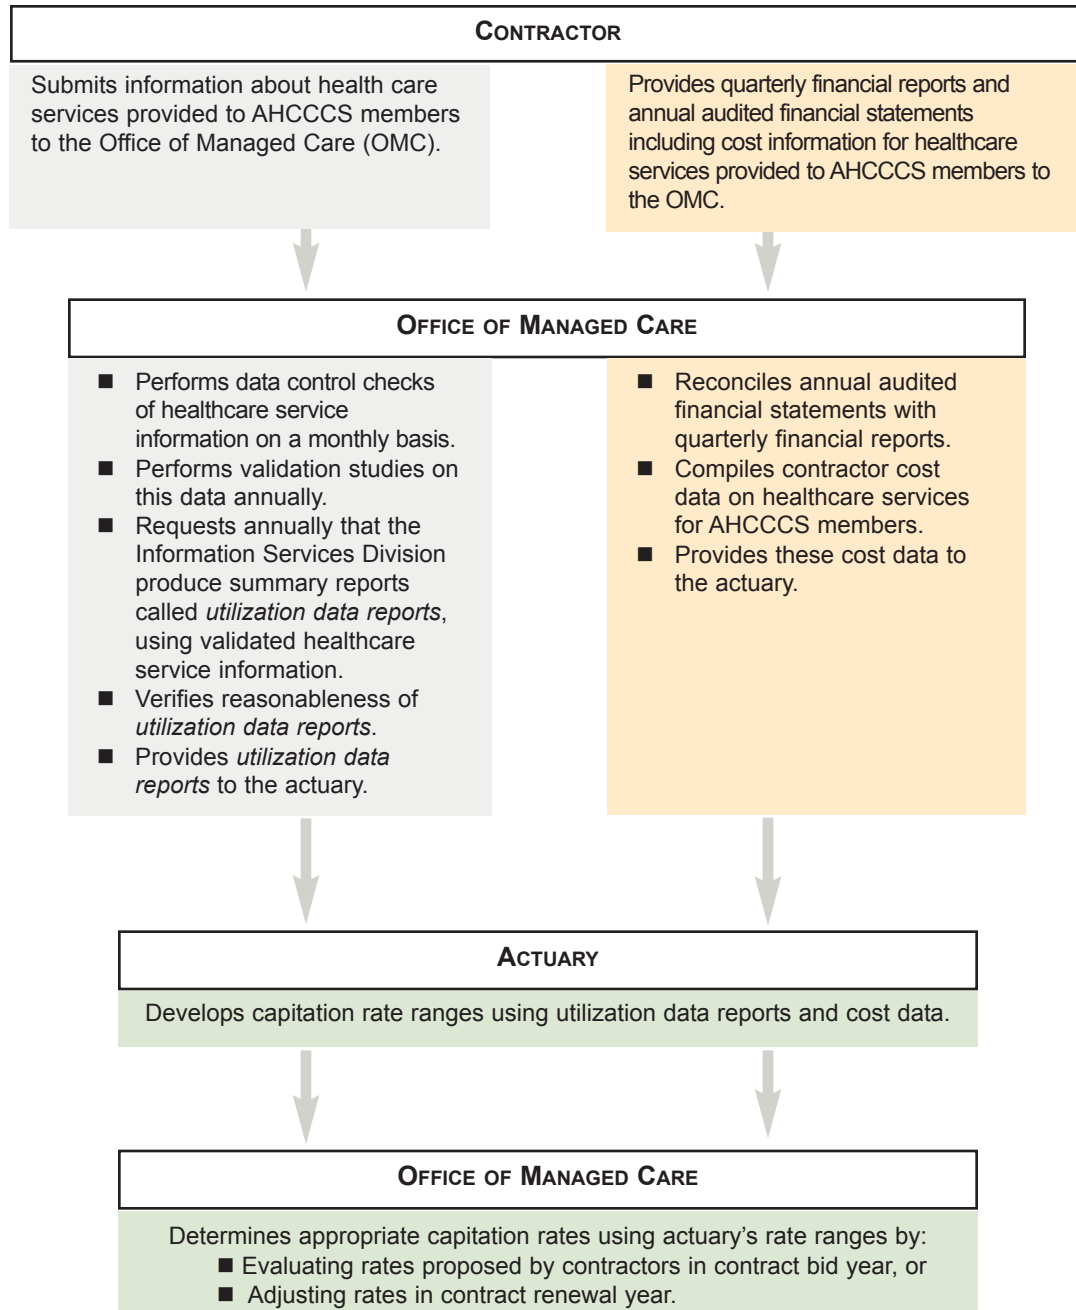 CONTRACTOR
Submits information about health care
services provided to AHCCCS members
to the Office of Managed Care (OMC).
Provides quarterly financial reports and
annual audited financial statements
including cost information for healthcare
services provided to AHCCCS members to
the OMC.
OFFICE OF MANAGED CARE
■ Performs data control checks
of healthcare service
information on a monthly basis.
■ Performs validation studies on
this data annually.
■ Requests annually that the
Information Services Division
produce summary reports
called utilization data reports,
using validated healthcare
service information.
■ Verifies reasonableness of
utilization data reports.
■ Provides utilization data
reports to the actuary.
■ Reconciles annual audited
financial statements with
quarterly financial reports.
■ Compiles contractor cost
data on healthcare services
for AHCCCS members.
■ Provides these cost data to
the actuary.
ACTUARY
Develops capitation rate ranges using utilization data reports and cost data.
OFFICE OF MANAGED CARE
Determines appropriate capitation rates using actuary's rate ranges by:
■ Evaluating rates proposed by contractors in contract bid year, or
■ Adjusting rates in contract renewal year.